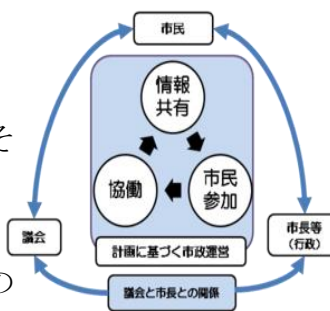 市民
情報
共有
そ
協働
市民
参加
議会
市長等
(行政)
計画に基づく市政運営
の
議会と市長との関係